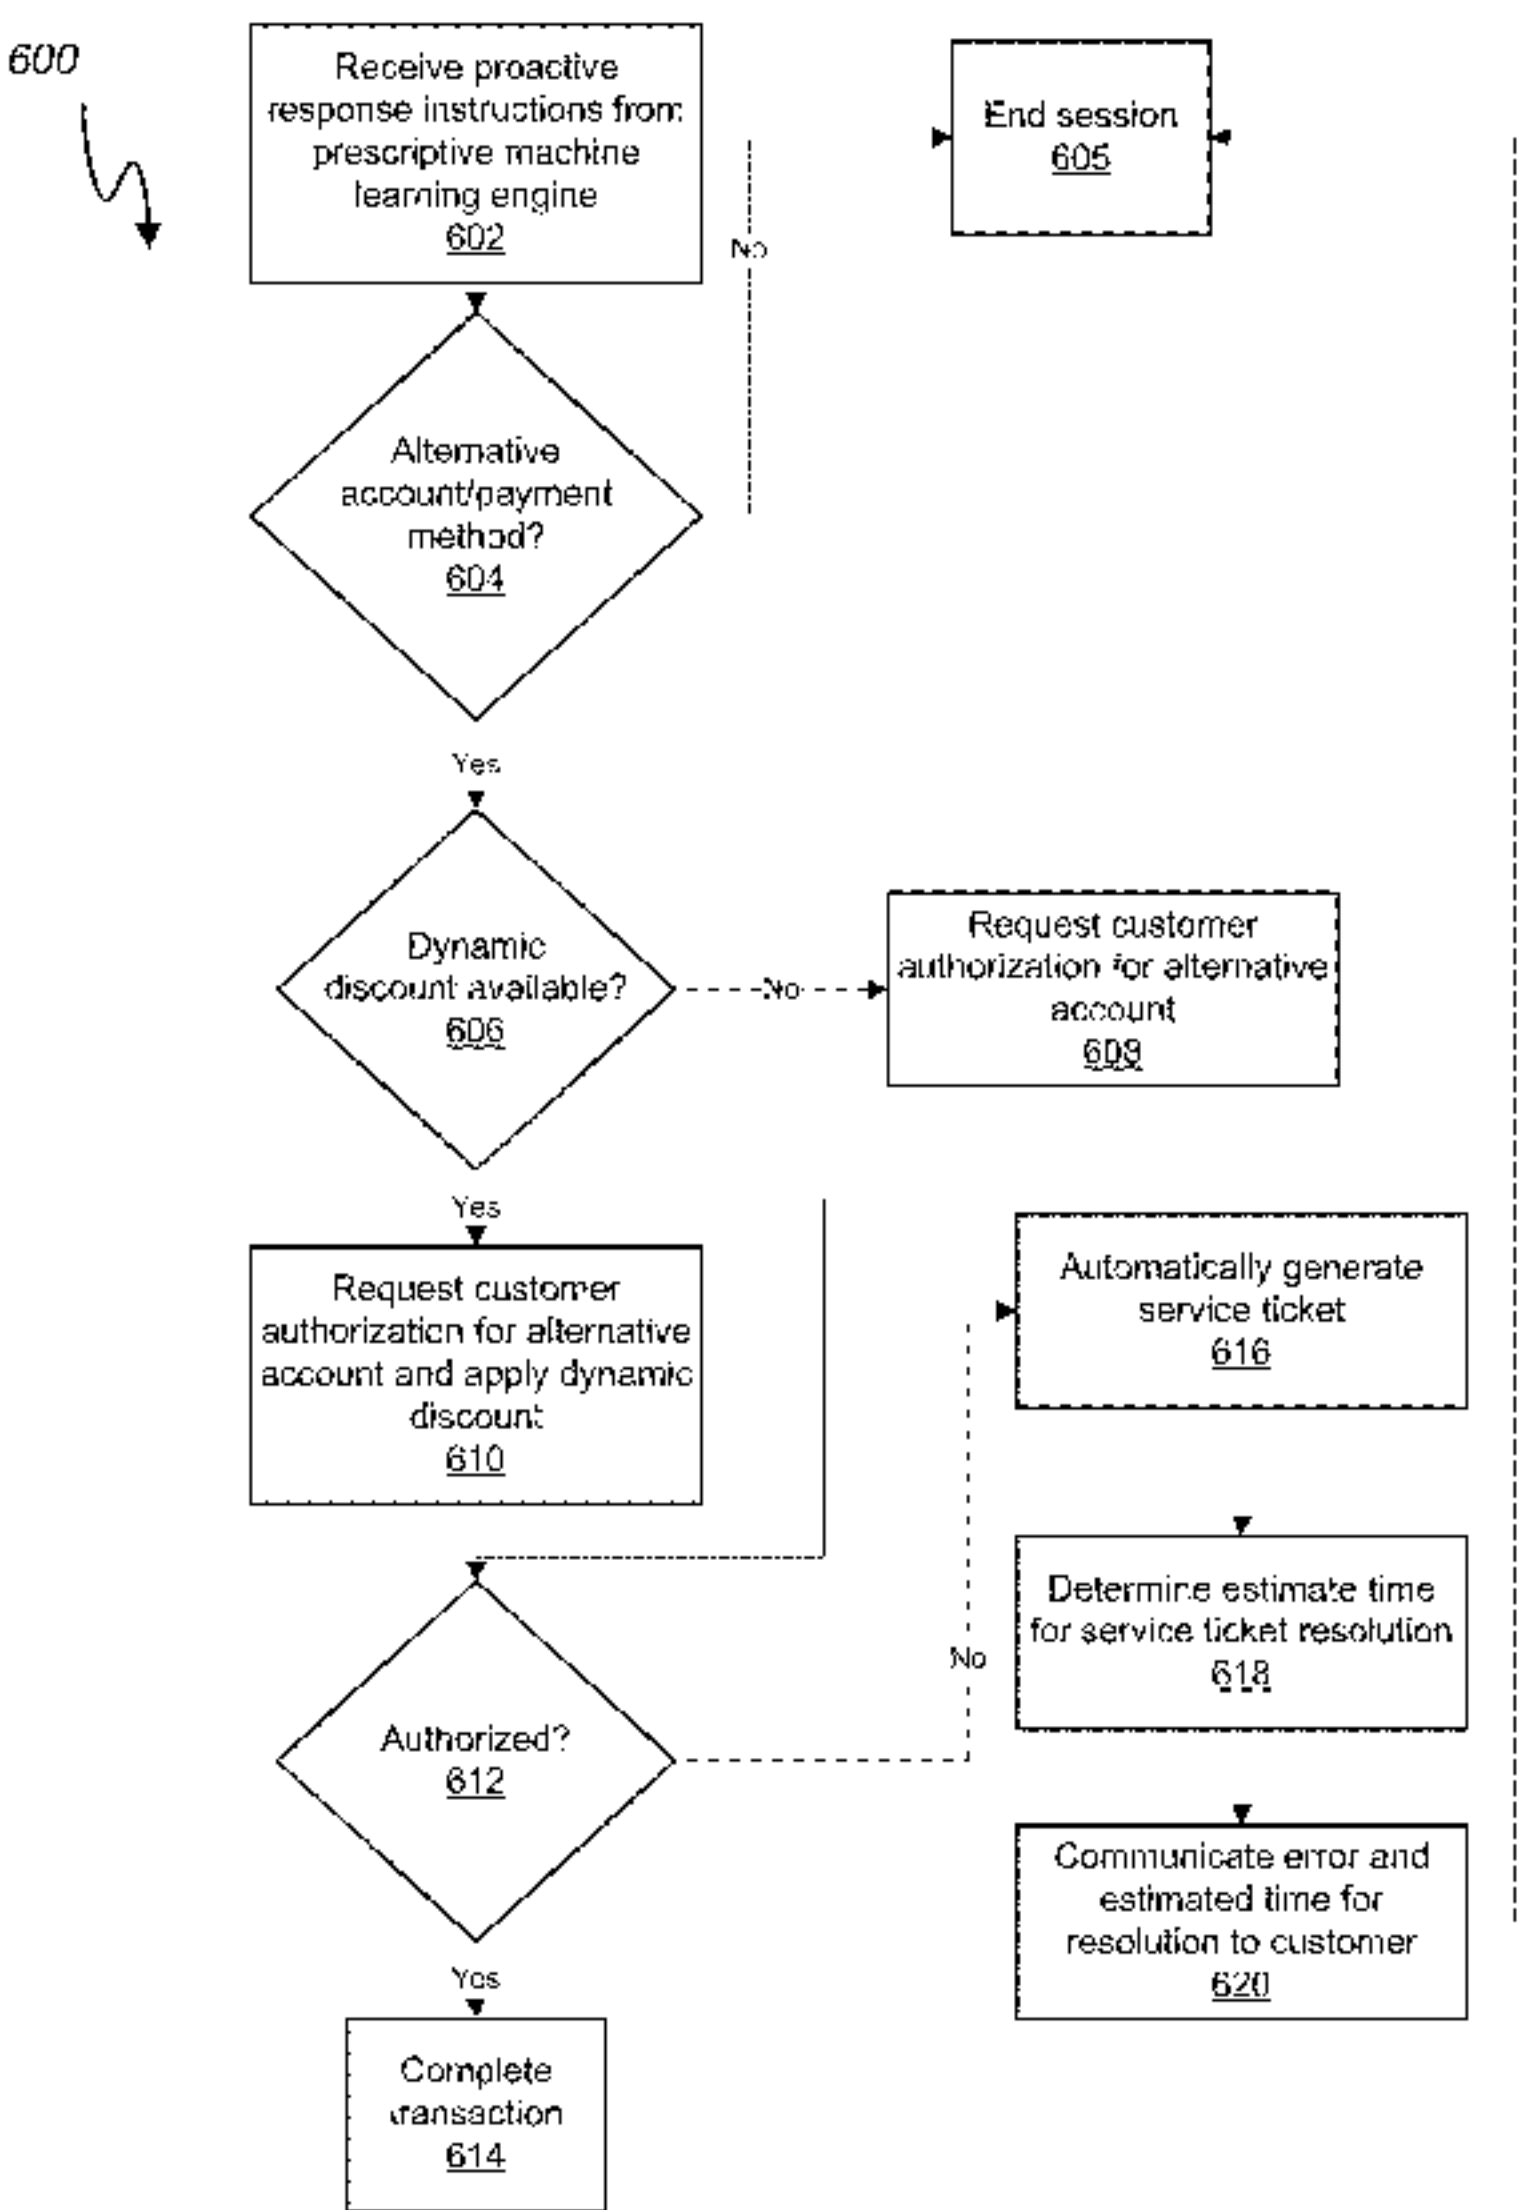 600
Receive proactive
response instructions from
prescriptive machine
learning engine
602
End session
605
No
Alternative
account/payment
method?
604
Yes
Dynamic
discount available?
606
No
Request customer
authorization for alternative
account
608
Yes
Request customer
authorization for alternative
account and apply dynamic
discount
610
Automatically generate
service ticket
616
Determine estimate time
for service ticket resolution
618
No
Authorized?
612
Communicate error and
estimated time for
resolution to customer
620
Yes
Complete
transaction
614